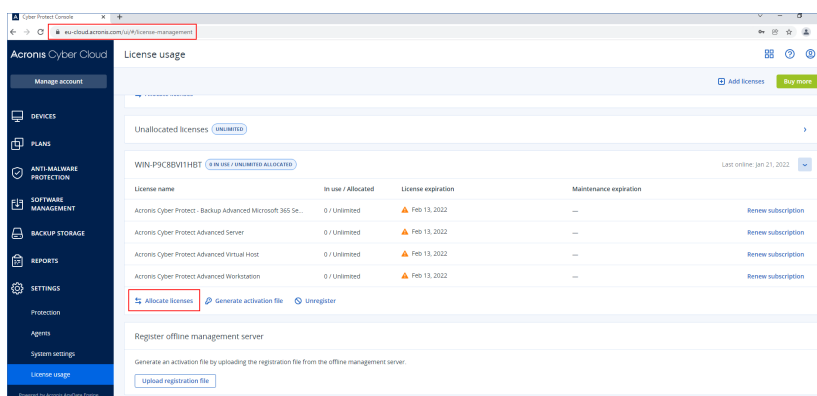 Cyber Protect Console
eu-cloud.acronis.com/ui/#/license-management
Acronis Cyber Cloud
License usage
Manage account
Add licenses
Buy more
DEVICES
Unallocated licenses UNLIMITED
PLANS
WIN-P9C8BVI1HBT 0 IN USE / UNLIMITED ALLOCATED
Last online: Jan 21, 2022
ANTI-MALWARE
PROTECTION
License name In use / Allocated License expiration Maintenance expiration
SOFTWARE
MANAGEMENT
Acronis Cyber Protect - Backup Advanced Microsoft 365 Se... 0 / Unlimited Feb 13, 2022 — Renew subscription
BACKUP STORAGE
Acronis Cyber Protect Advanced Server 0 / Unlimited Feb 13, 2022 — Renew subscription
REPORTS
Acronis Cyber Protect Advanced Virtual Host 0 / Unlimited Feb 13, 2022 — Renew subscription
Acronis Cyber Protect Advanced Workstation 0 / Unlimited Feb 13, 2022 — Renew subscription
SETTINGS
Allocate licenses Generate activation file Unregister
Protection
Agents
Register offline management server
System settings
Generate an activation file by uploading the registration file from the offline management server.
License usage
Upload registration file